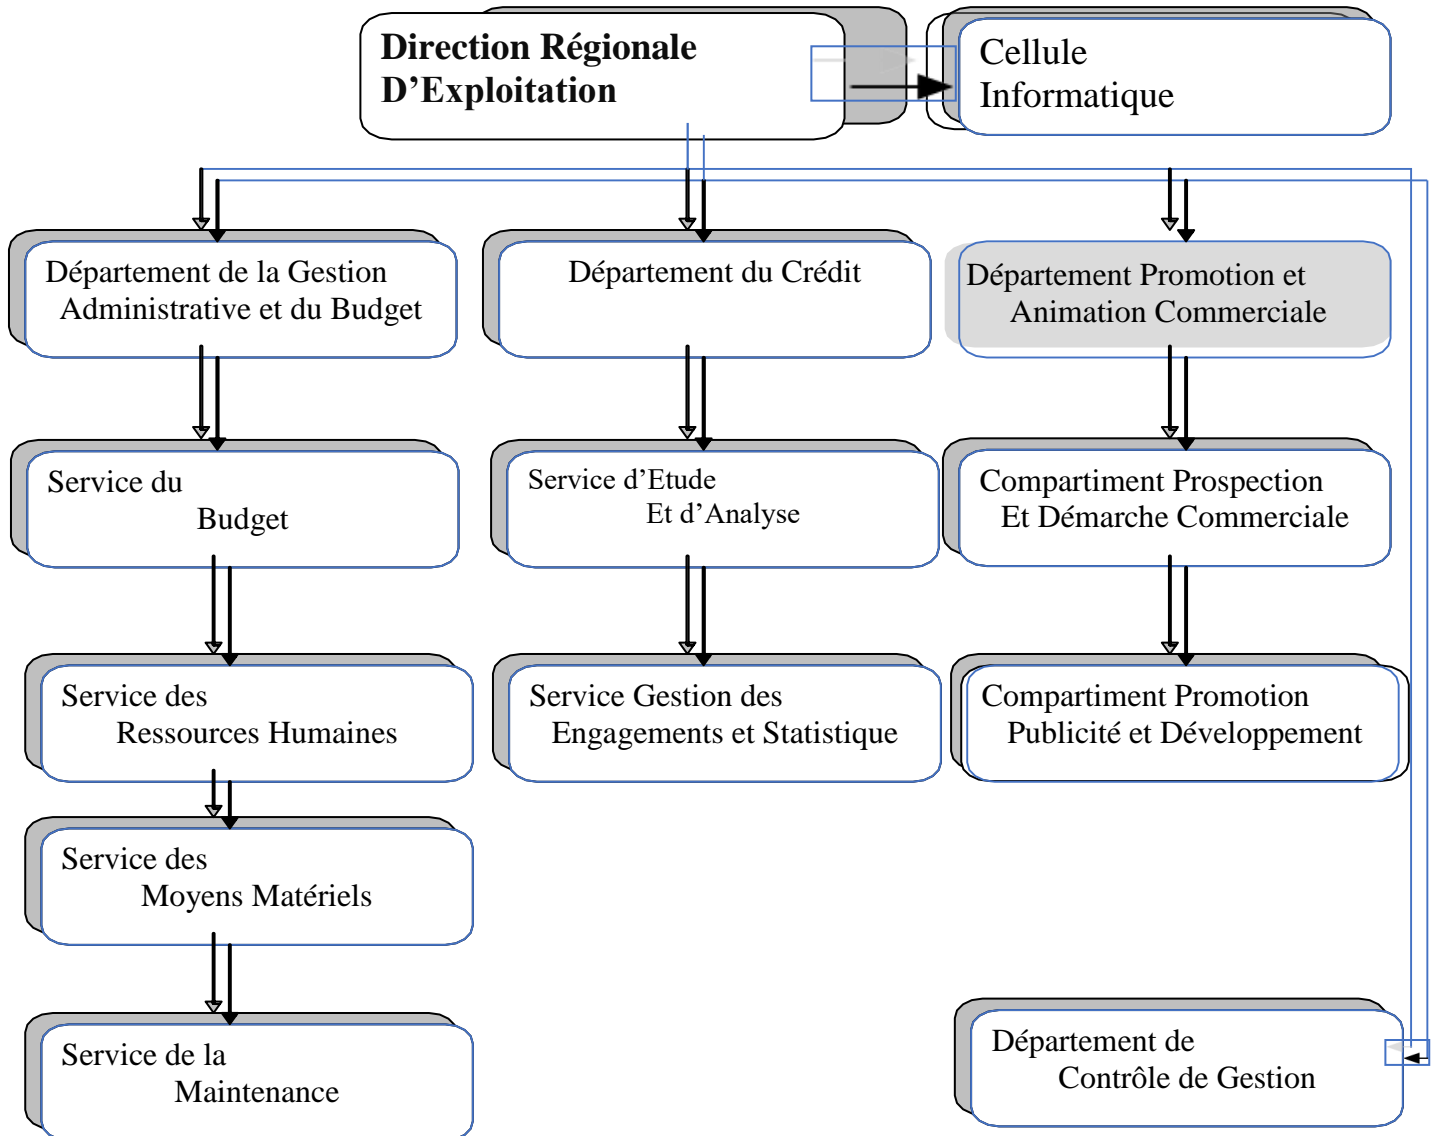 Direction Régionale
D’Exploitation
Cellule
Informatique
Département de la Gestion
Administrative et du Budget
Département du Crédit
Département Promotion et
Animation Commerciale
Service du
Budget
Service d’Etude
Et d’Analyse
Compartiment Prospection
Et Démarche Commerciale
Service des
Ressources Humaines
Service Gestion des
Engagements et Statistique
Compartiment Promotion
Publicité et Développement
Service des
Moyens Matériels
Service de la
Maintenance
Département de
Contrôle de Gestion